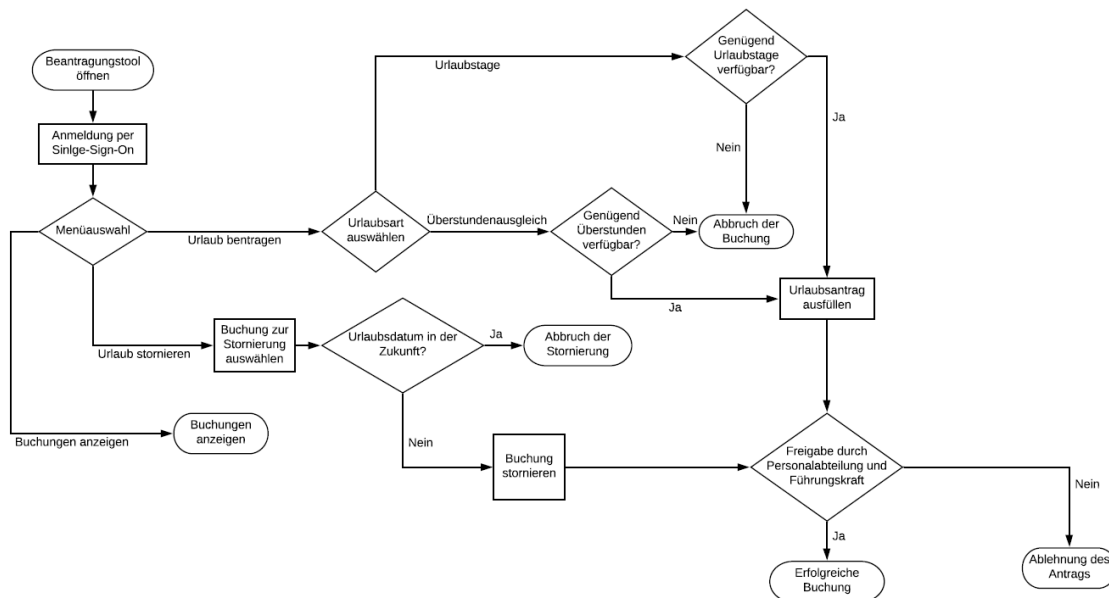 Beantragungstool
öffnen
Anmeldung per
Sinlge-Sign-On
Menüauswahl
Urlaub bentragen
Urlaubsart
auswählen
Urlaubstage
Genügend
Urlaubstage
verfügbar?
Nein
Ja
Überstundenausgleich
Genügend
Überstunden
verfügbar?
Nein
Abbruch der
Buchung
Ja
Urlaubsantrag
ausfüllen
Urlaub stornieren
Buchung zur
Stornierung
auswählen
Urlaubsdatum in der
Zukunft?
Ja
Abbruch der
Stornierung
Nein
Buchung
stornieren
Buchungen anzeigen
Buchungen
anzeigen
Freigabe durch
Personalabteilung und
Führungskraft
Nein
Ablehnung des
Antrags
Ja
Erfolgreiche
Buchung